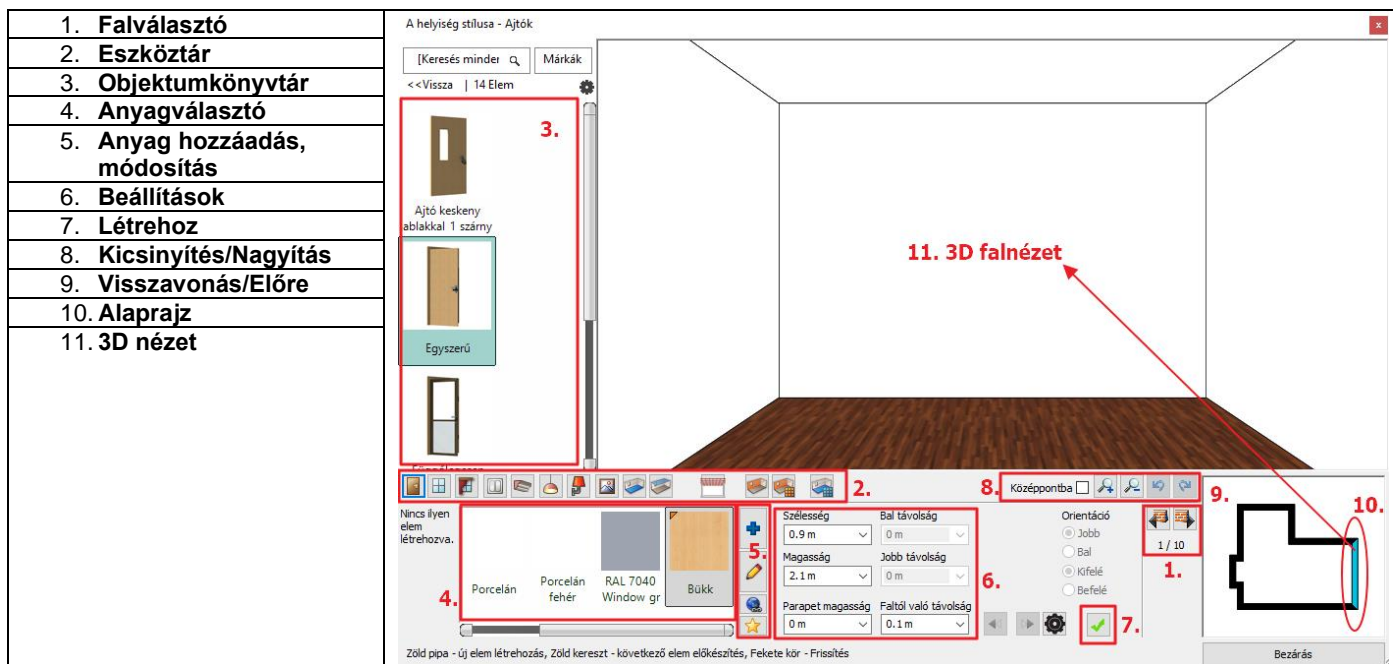 1. Falválasztó
2. Eszköztár
3. Objektumkönyvtár
4. Anyagválasztó
5. Anyag hozzáadás,
módosítás
6. Beállítások
7. Létrehoz
8. Kicsinyítés/Nagyítás
9. Visszavonás/Előre
10. Alaprajz
11. 3D nézet
A helyiség stílusa - Ajtók
x
[Keresés minder
Márkák
<<Vissza | 14 Elem
3.
Ajtó keskeny
ablakkal 1 szárny
Egyszerű
11. 3D falnézet
2.
8.
Középpontba
9.
10.
Nincs ilyen
elem
létrehozva.
4.
Porcelán
Porcelán
fehér
RAL 7040
Window gr
Bükk
5.
Szélesség
0.9 m
Bal távolság
0 m
Magasság
2.1 m
Jobb távolság
0 m
Parapet magasság
0 m
Faltól való távolság
0.1 m
6.
Orientáció
Jobb
Bal
Kifelé
Befelé
7.
1 / 10
1.
Zöld pipa - új elem létrehozás, Zöld kereszt - következő elem előkészítés, Fekete kör - Frissítés
Bezárás